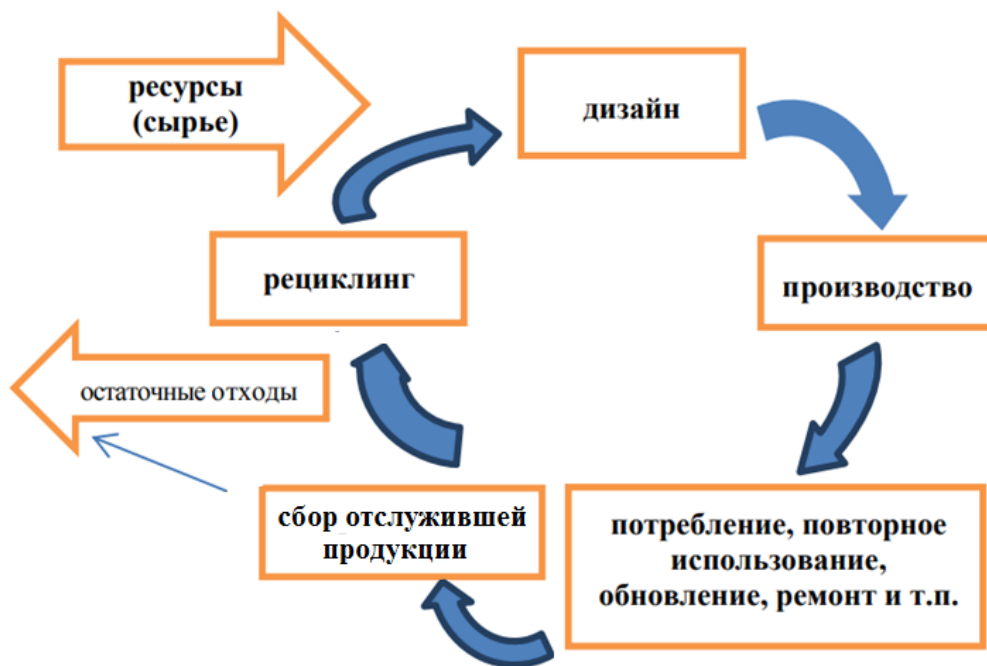 ресурсы
(сырье)
дизайн
рециклинг
производство
остаточные отходы
сбор отслужившей
продукции
потребление, повторное
использование,
обновление, ремонт и т.п.